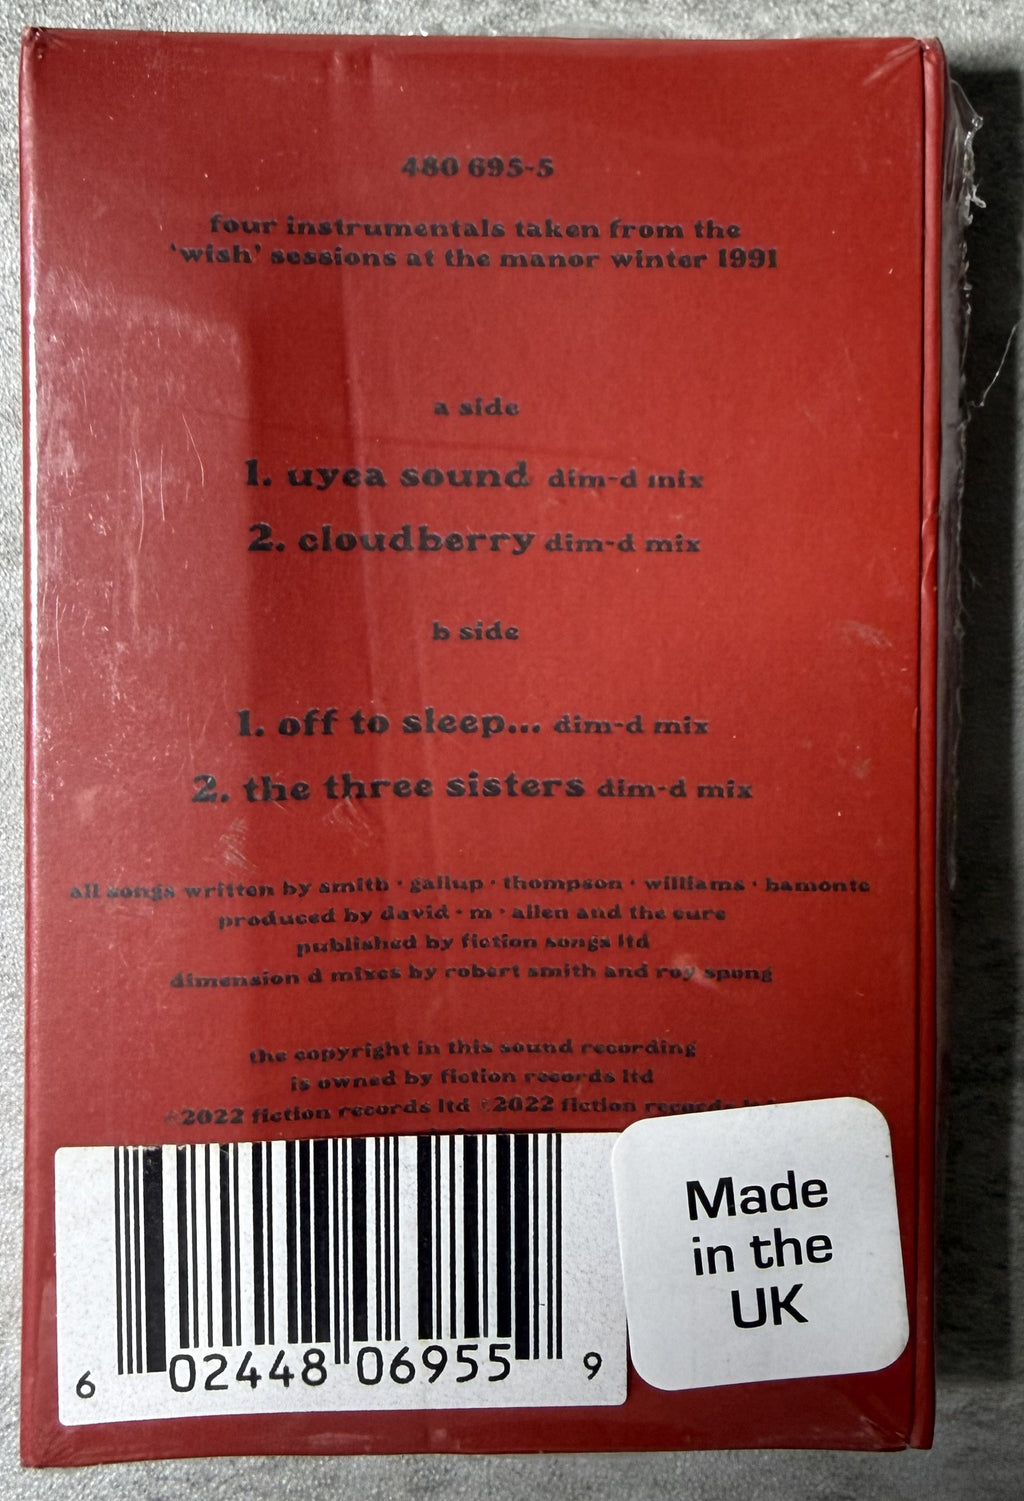 480 695-5
four instrumentals taken from the
'wish' sessions at the manor winter 1991
a side
1. uyea sound dim-d mix
2. cloudberry dim-d mix
b side
1. off to sleep... dim-d mix
2. the three sisters dim-d mix
all songs written by smith · gallup · thompson · williams · bamonte
produced by david · m · allen and the cure
published by fiction songs ltd
dimension d mixes by robert smith and roy spong
the copyright in this sound recording
is owned by fiction records ltd
2022 fiction records ltd 2022 fiction records ltd
6 02448 06955 9
Made
in the
UK